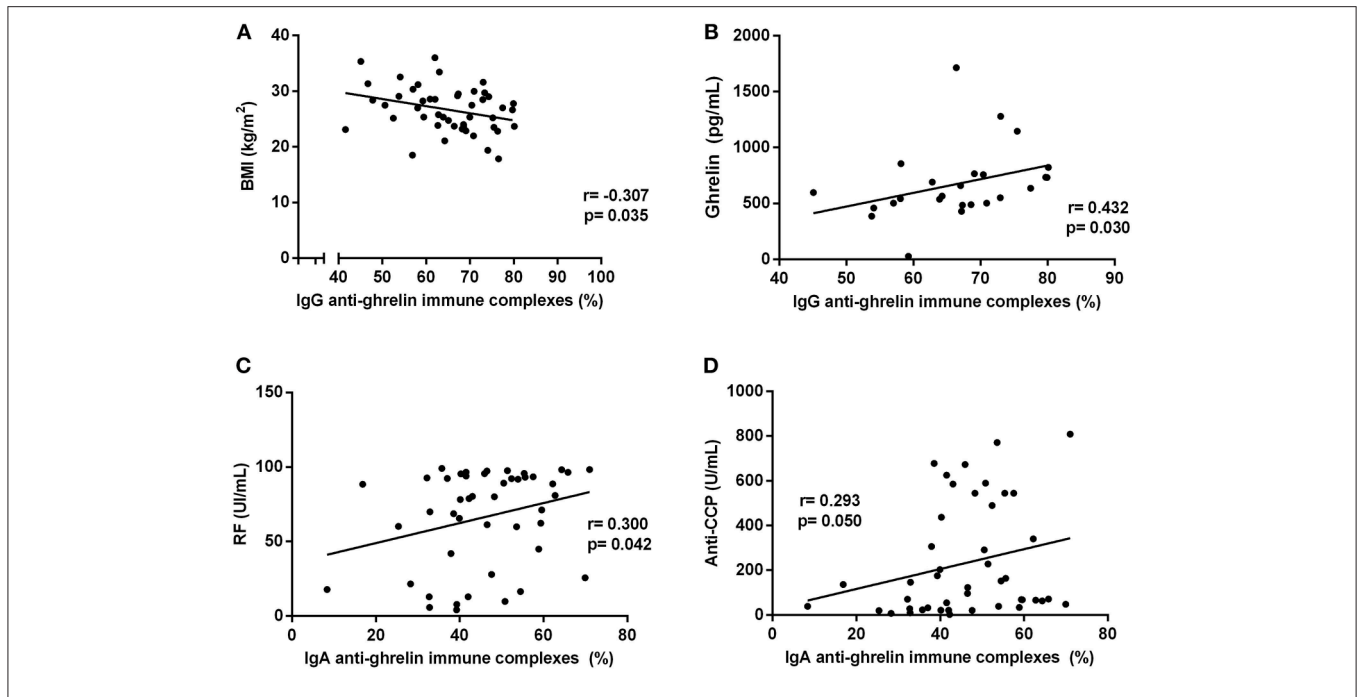 A
40
30
20
10
0
BMI (kg/m²)
40 50 60 70 80 90 100
IgG anti-ghrelin immune complexes (%)
r= -0.307
p= 0.035
B
2000
1500
1000
500
0
Ghrelin (pg/mL)
40 50 60 70 80 90
IgG anti-ghrelin immune complexes (%)
r= 0.432
p= 0.030
C
150
100
50
0
RF (UI/mL)
0 20 40 60 80
IgA anti-ghrelin immune complexes (%)
r= 0.300
p= 0.042
D
1000
800
600
400
200
0
Anti-CCP (U/mL)
0 20 40 60 80
IgA anti-ghrelin immune complexes (%)
r= 0.293
p= 0.050